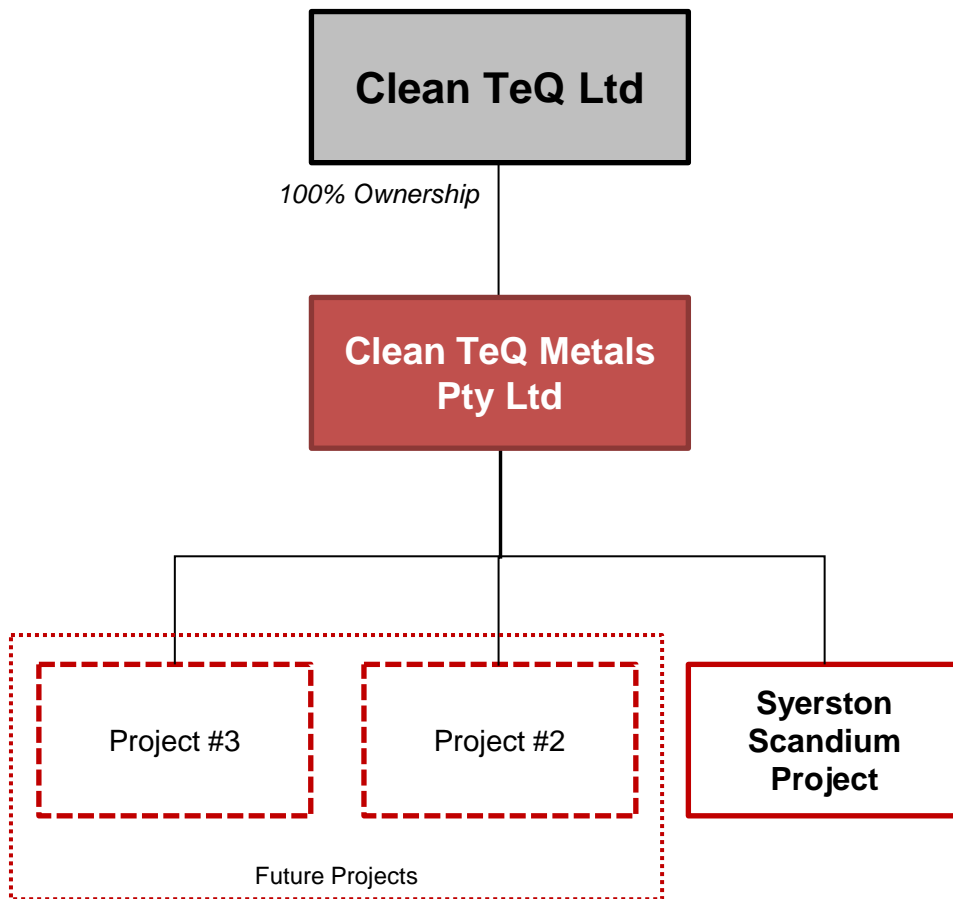 Clean TeQ Ltd
100% Ownership
Clean TeQ Metals
Pty Ltd
Project #3
Project #2
Syerston
Scandium
Project
Future Projects